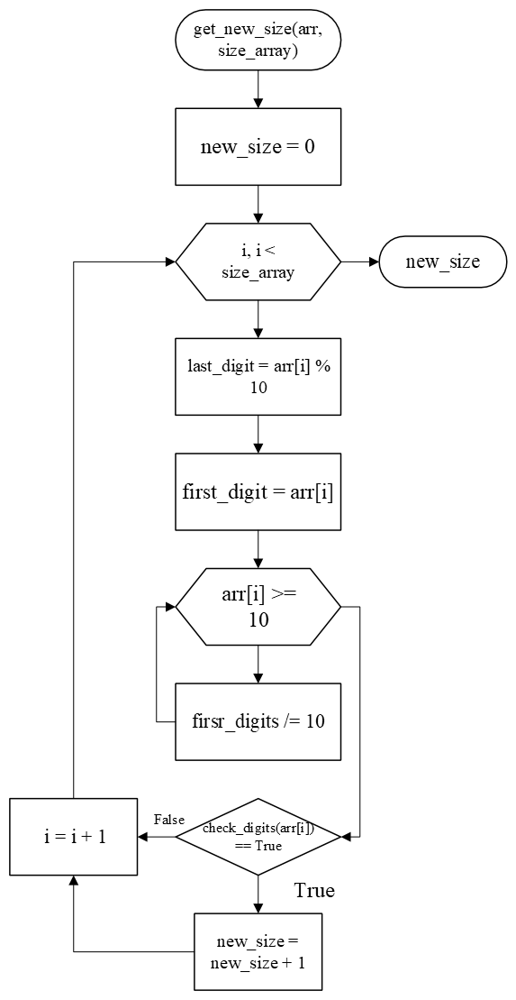 get_new_size(arr,
size_array)
new_size = 0
i, i <
size_array
new_size
last_digit = arr[i] %
10
first_digit = arr[i]
arr[i] >=
10
firsr_digits /= 10
check_digits(arr[i])
== True
False
i = i + 1
True
new_size =
new_size + 1